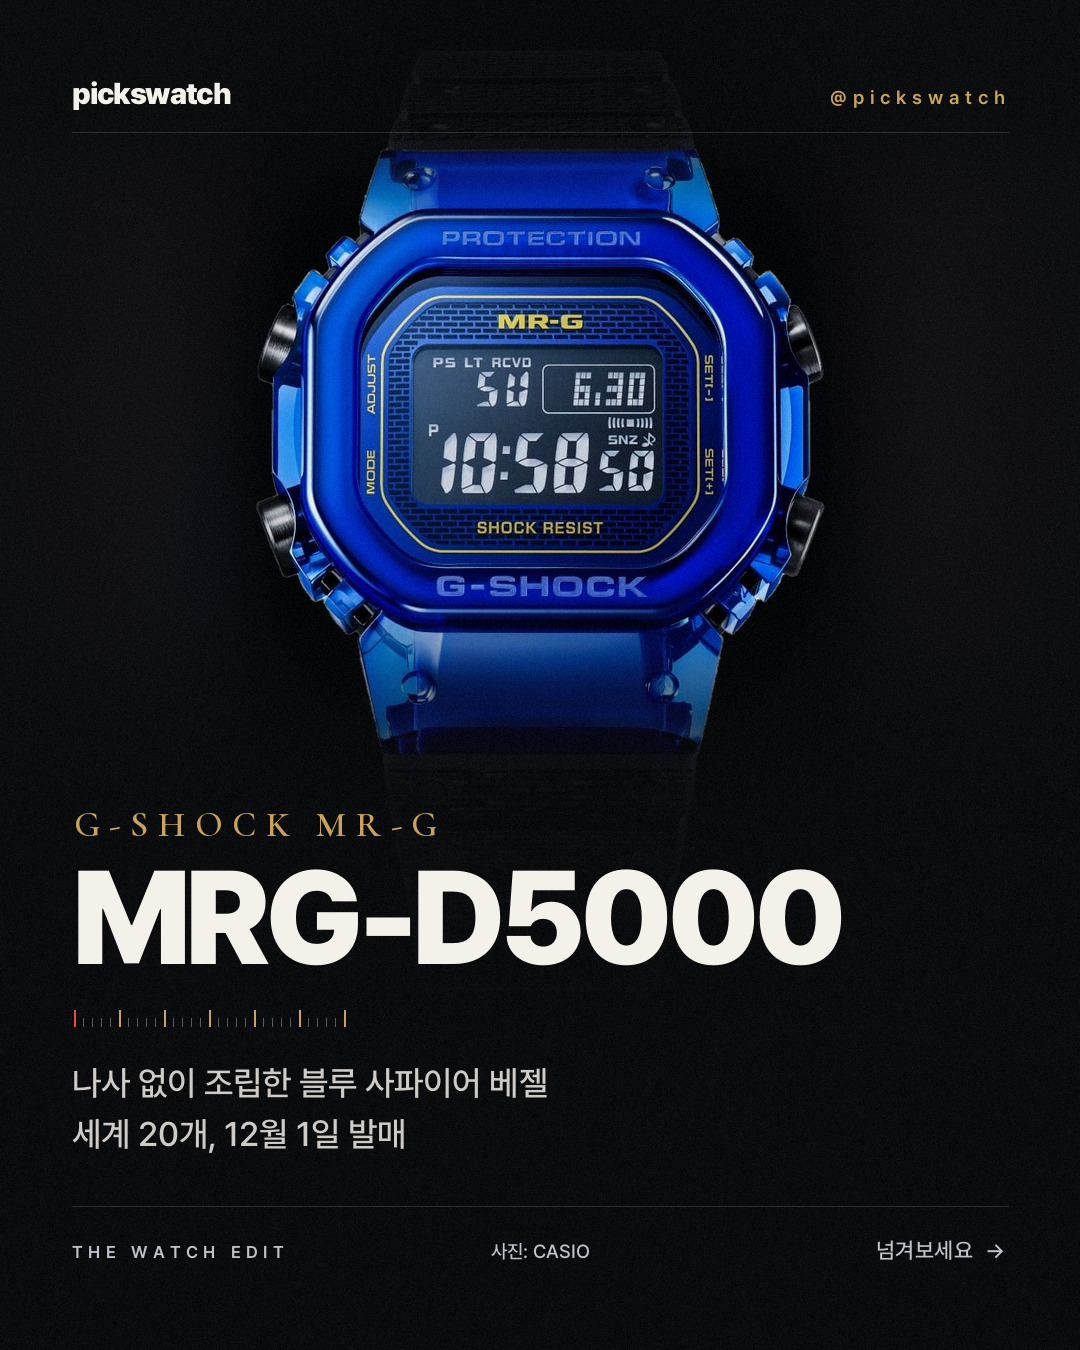 pickswatch
@pickswatch
PROTECTION
MR-G
PS LT RCVD
SU 6.30
SNZ
P 10:58 50
ADJUST
MODE
SET[-]
SET[+]
SHOCK RESIST
G-SHOCK
G-SHOCK MR-G
MRG-D5000
나사 없이 조립한 블루 사파이어 베젤
세계 20개, 12월 1일 발매
THE WATCH EDIT
사진: CASIO
넘겨보세요 →